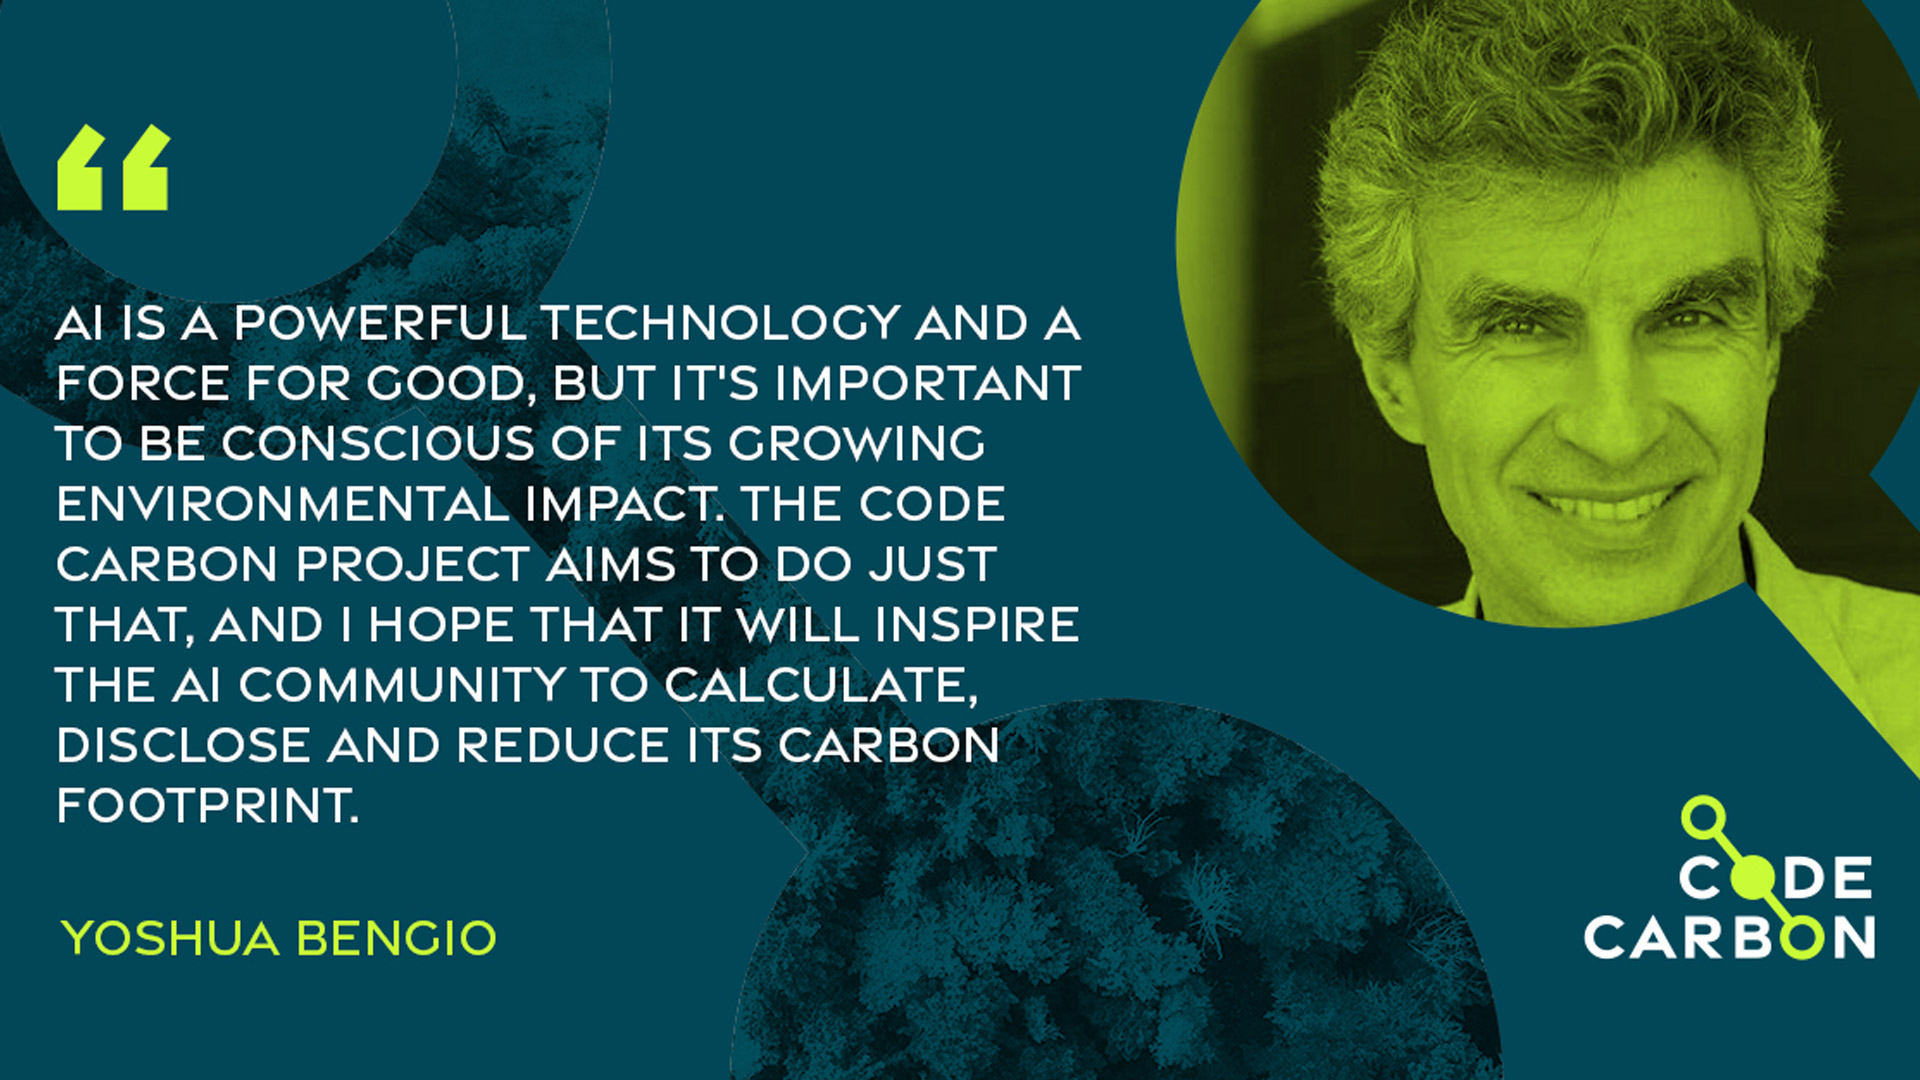 “
AI IS A POWERFUL TECHNOLOGY AND A
FORCE FOR GOOD, BUT IT'S IMPORTANT
TO BE CONSCIOUS OF ITS GROWING
ENVIRONMENTAL IMPACT. THE CODE
CARBON PROJECT AIMS TO DO JUST
THAT, AND I HOPE THAT IT WILL INSPIRE
THE AI COMMUNITY TO CALCULATE,
DISCLOSE AND REDUCE ITS CARBON
FOOTPRINT.
YOSHUA BENGIO
CODE
CARBON